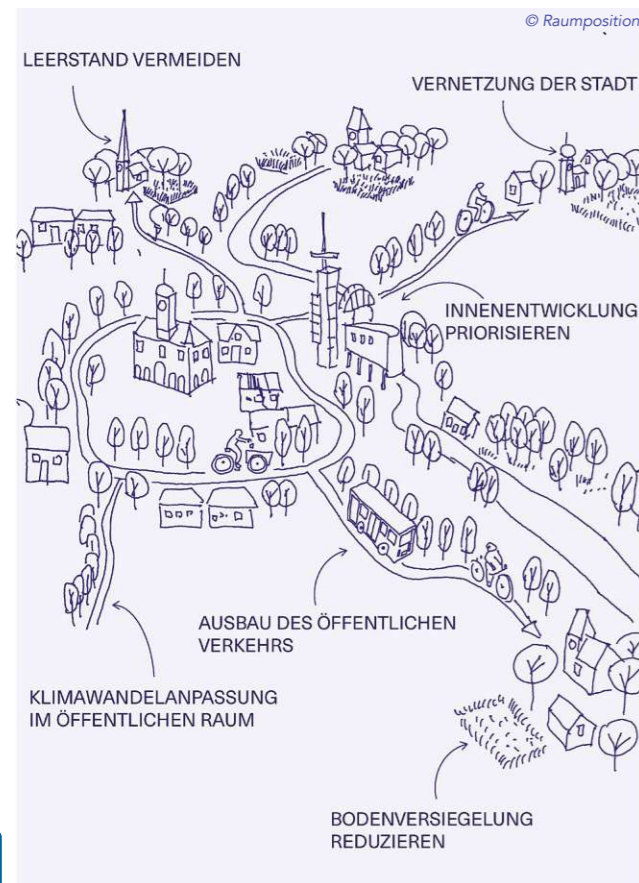 © Raumposition
LEERSTAND VERMEIDEN
VERNETZUNG DER STADT
INNENENTWICKLUNG
PRIORISIEREN
AUSBAU DES ÖFFENTLICHEN
VERKEHRS
KLIMAWANDELANPASSUNG
IM ÖFFENTLICHEN RAUM
BODENVERSIEGELUNG
REDUZIEREN